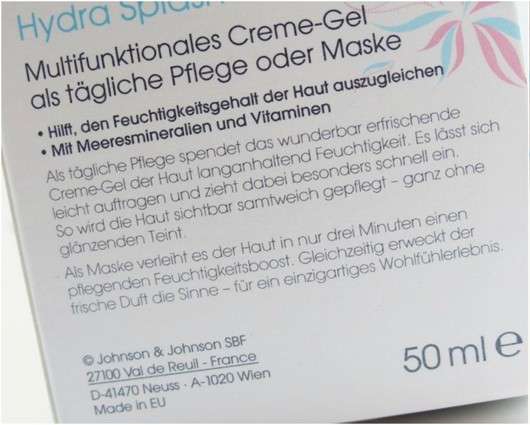 Hydra Splash
Multifunktionales Creme-Gel
als tägliche Pflege oder Maske
• Hilft, den Feuchtigkeitsgehalt der Haut auszugleichen
• Mit Meeresmineralien und Vitaminen
Als tägliche Pflege spendet das wunderbar erfrischende
Creme-Gel der Haut langanhaltend Feuchtigkeit. Es lässt sich
leicht auftragen und zieht dabei besonders schnell ein.
So wird die Haut sichtbar samtweich gepflegt – ganz ohne
glänzenden Teint.
Als Maske verleiht es der Haut in nur drei Minuten einen
pflegenden Feuchtigkeitsboost. Gleichzeitig erweckt der
frische Duft die Sinne – für ein einzigartiges Wohlfühlerlebnis.
© Johnson & Johnson SBF
27100 Val de Reuil - France
D-41470 Neuss · A-1020 Wien
Made in EU
50 ml e